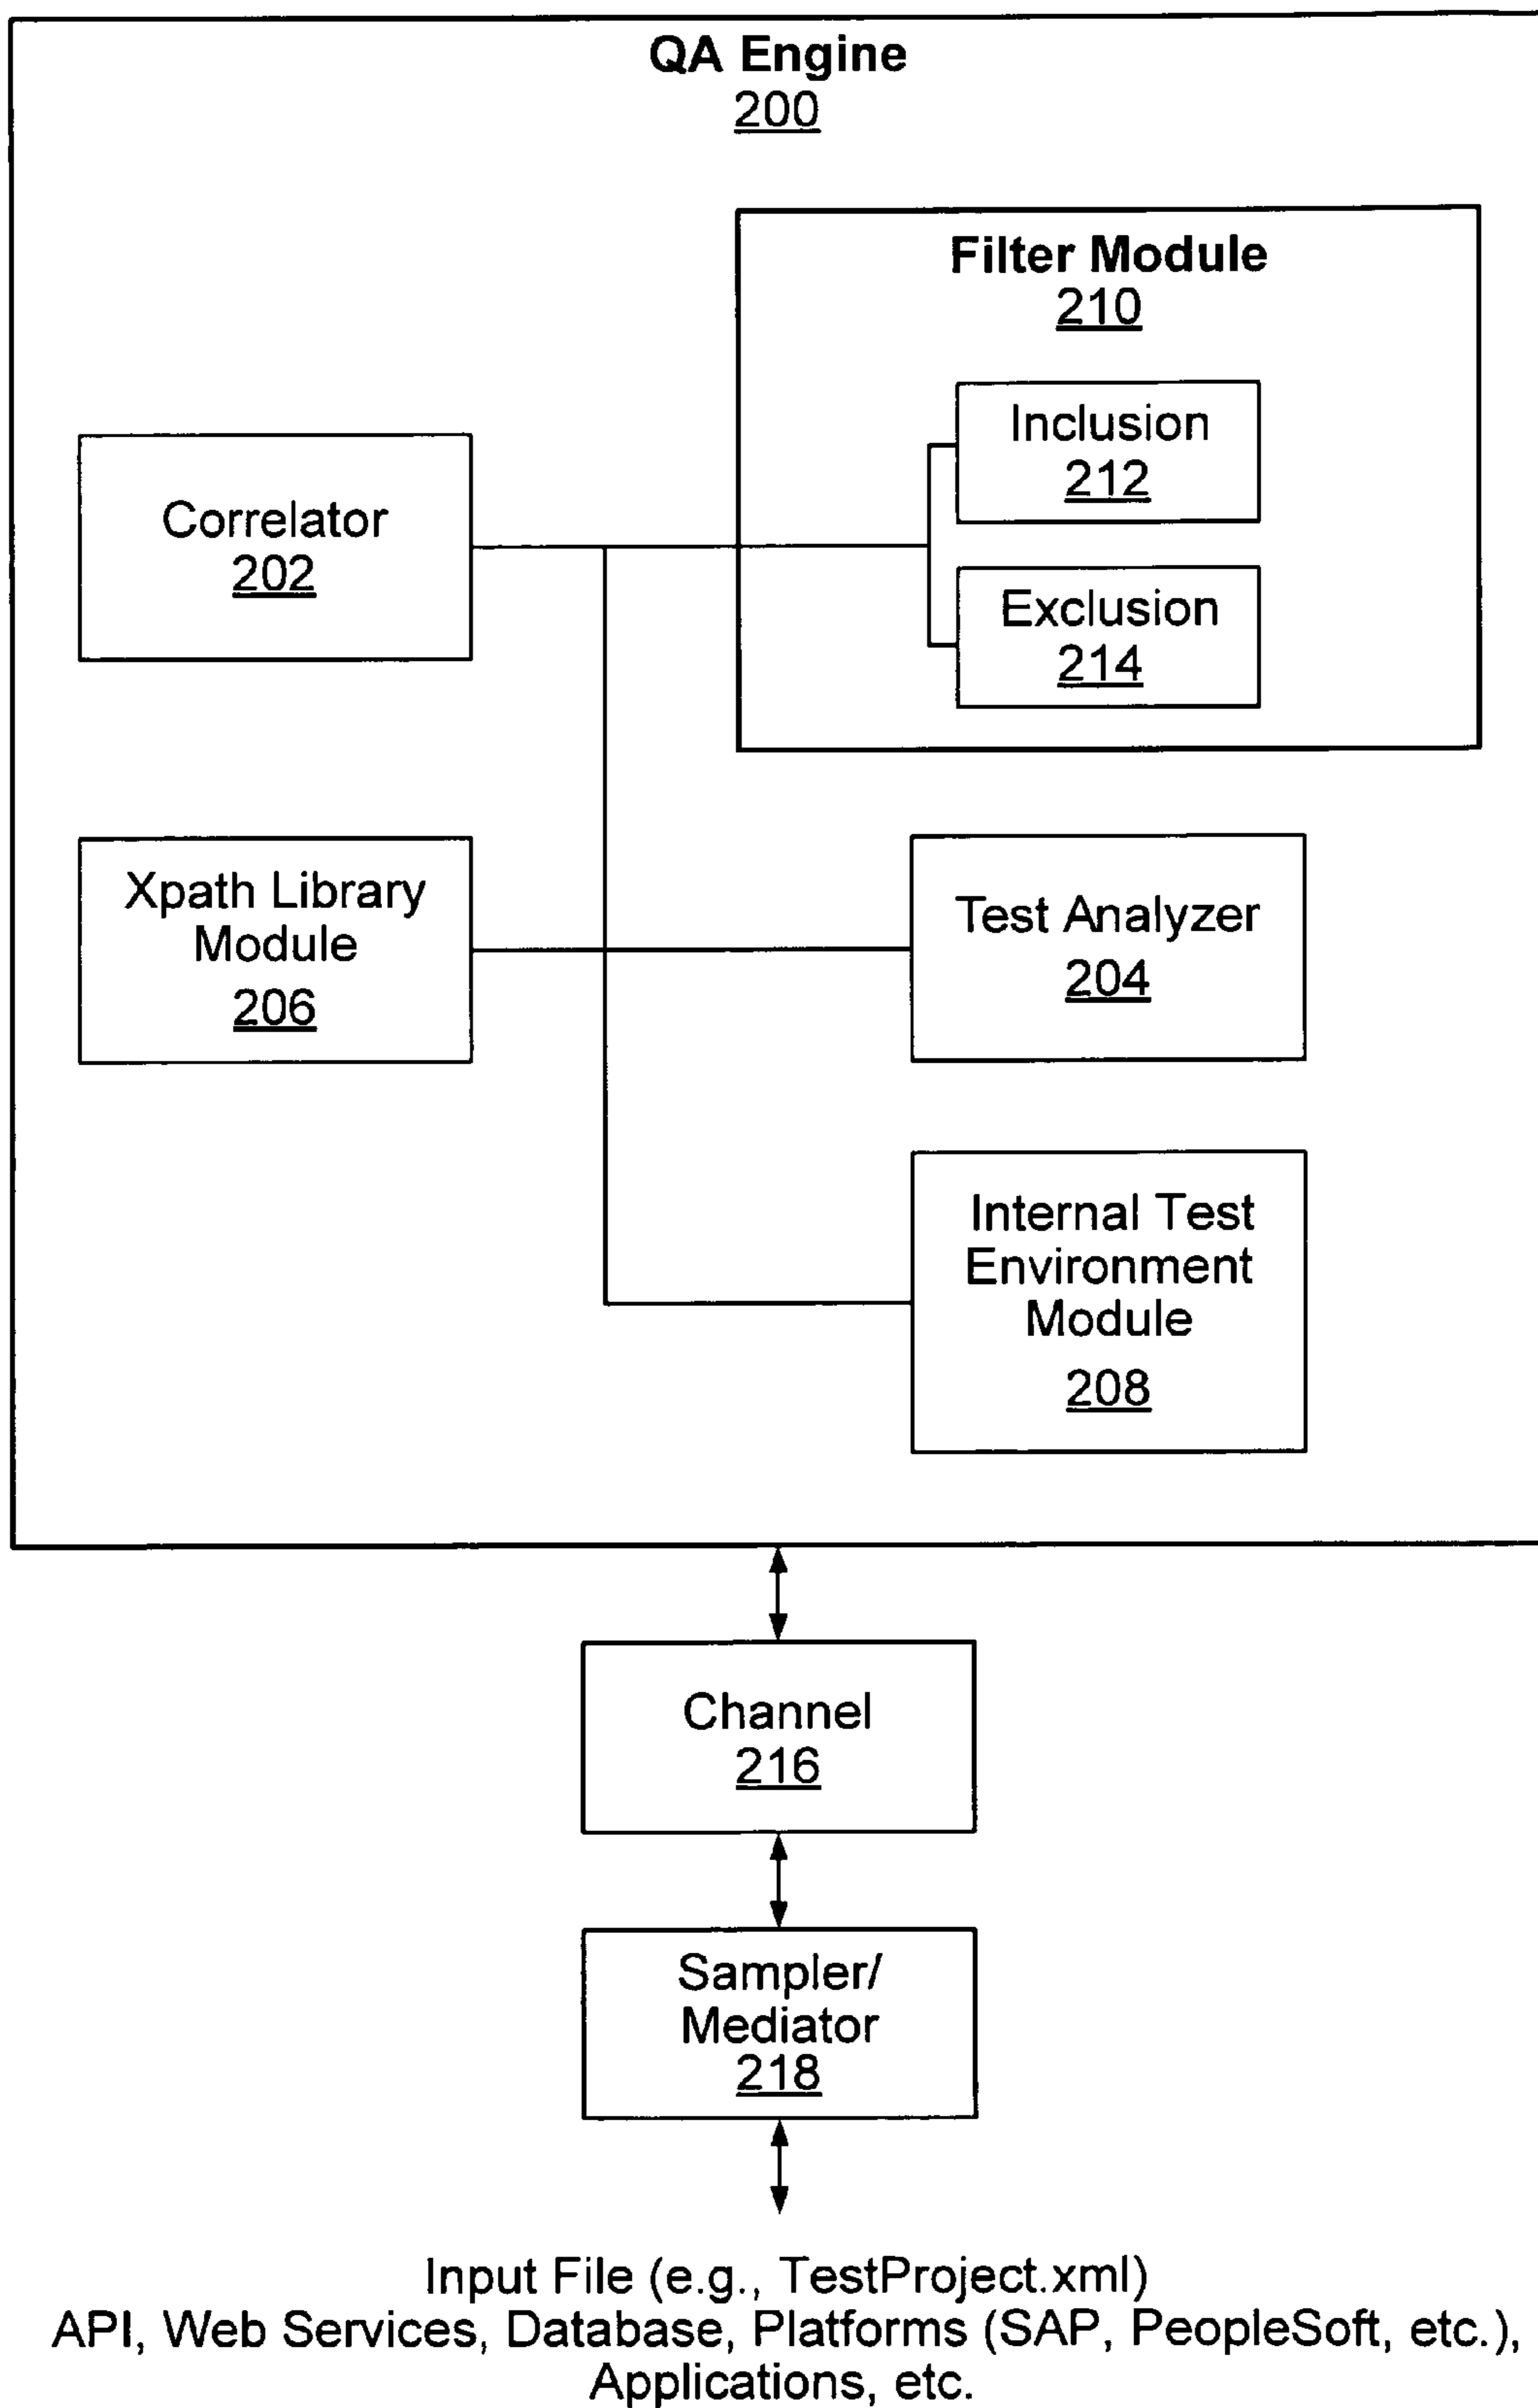 QA Engine
200
Filter Module
210
Inclusion
212
Correlator
202
Exclusion
214
Xpath Library
Module
206
Test Analyzer
204
Internal Test
Environment
Module
208
Channel
216
Sampler/
Mediator
218
Input File (e.g., TestProject.xml)
API, Web Services, Database, Platforms (SAP, PeopleSoft, etc.),
Applications, etc.